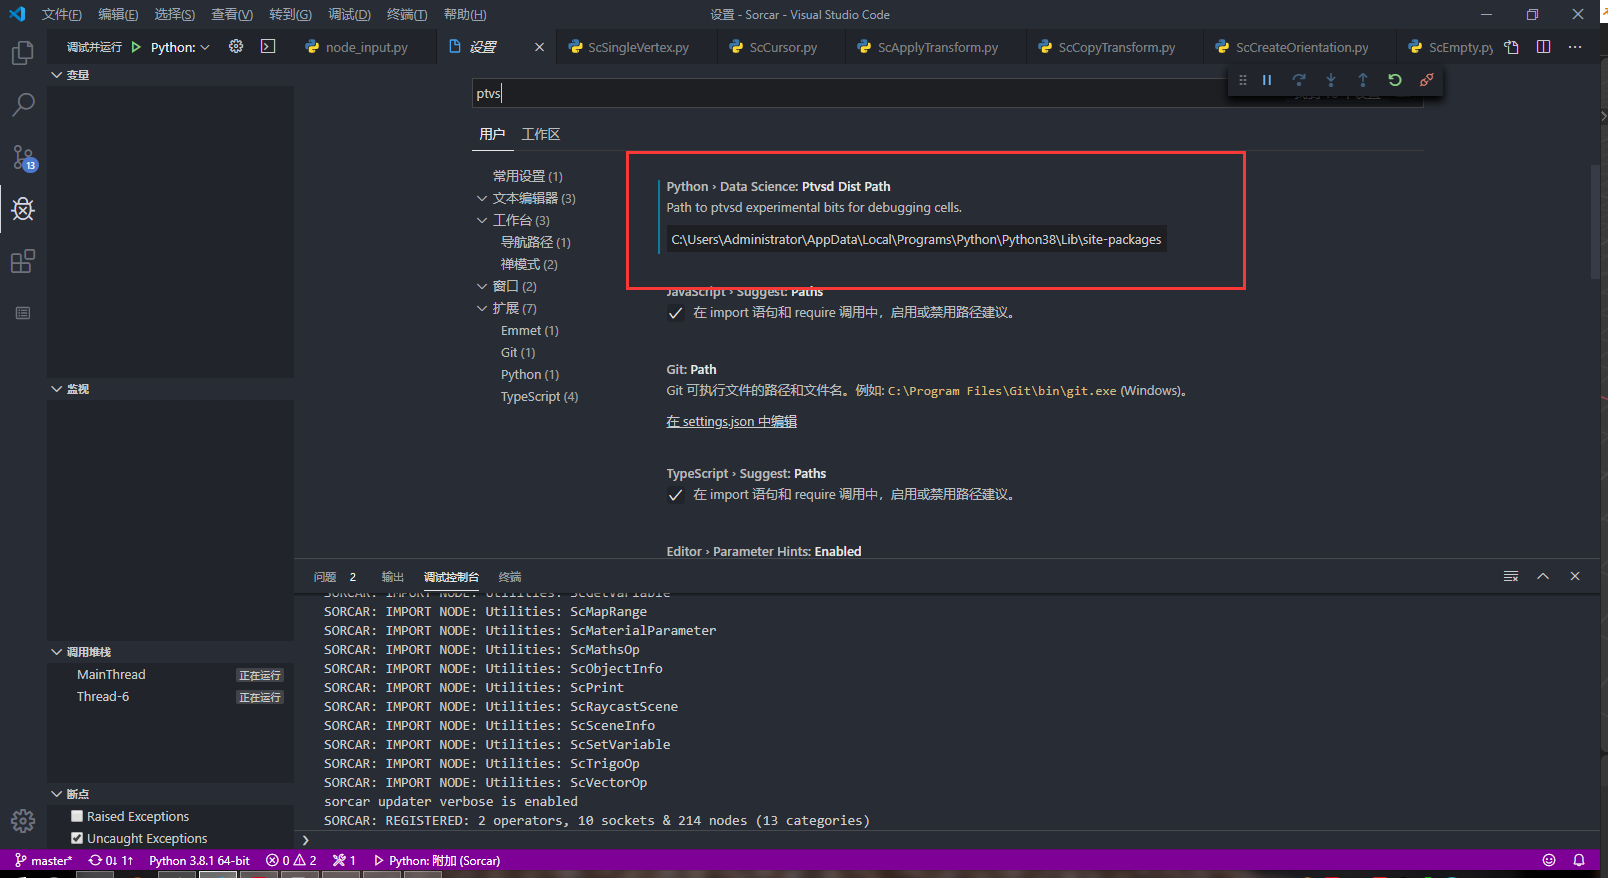 文件(F) 编辑(E) 选择(S) 查看(V) 转到(G) 调试(D) 终端(T) 帮助(H) 设置 - Sorcar - Visual Studio Code
调试并运行 Python: node_input.py 设置 ScSingleVertex.py ScCursor.py ScApplyTransform.py ScCopyTransform.py ScCreateOrientation.py ScEmpty.py
变量
ptvs
用户 工作区
常用设置 (1)
文本编辑器 (3)
工作台 (3)
导航路径 (1)
禅模式 (2)
窗口 (2)
扩展 (7)
Emmet (1)
Git (1)
Python (1)
TypeScript (4)
Python › Data Science: Ptvsd Dist Path
Path to ptvsd experimental bits for debugging cells.
C:\Users\Administrator\AppData\Local\Programs\Python\Python38\Lib\site-packages
JavaScript › Suggest: Paths
在 import 语句和 require 调用中，启用或禁用路径建议。
Git: Path
Git 可执行文件的路径和文件名。例如: C:\Program Files\Git\bin\git.exe (Windows)。
在 settings.json 中编辑
TypeScript › Suggest: Paths
在 import 语句和 require 调用中，启用或禁用路径建议。
Editor › Parameter Hints: Enabled
监视
调用堆栈
MainThread 正在运行
Thread-6 正在运行
断点
Raised Exceptions
Uncaught Exceptions
13
问题 2 输出 调试控制台 终端
SORCAR: IMPORT NODE: Utilities: ScGetVariable
SORCAR: IMPORT NODE: Utilities: ScMapRange
SORCAR: IMPORT NODE: Utilities: ScMaterialParameter
SORCAR: IMPORT NODE: Utilities: ScMathsOp
SORCAR: IMPORT NODE: Utilities: ScObjectInfo
SORCAR: IMPORT NODE: Utilities: ScPrint
SORCAR: IMPORT NODE: Utilities: ScRaycastScene
SORCAR: IMPORT NODE: Utilities: ScSceneInfo
SORCAR: IMPORT NODE: Utilities: ScSetVariable
SORCAR: IMPORT NODE: Utilities: ScTrigoOp
SORCAR: IMPORT NODE: Utilities: ScVectorOp
sorcar updater verbose is enabled
SORCAR: REGISTERED: 2 operators, 10 sockets & 214 nodes (13 categories)
master* 0↓ 1↑ Python 3.8.1 64-bit 0 2 1 Python: 附加 (Sorcar)